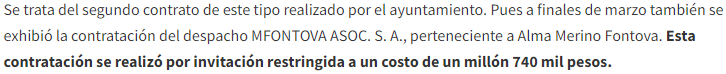 Se trata del segundo contrato de este tipo realizado por el ayuntamiento. Pues a finales de marzo también se
exhibió la contratación del despacho MFONTOVA ASOC. S. A., perteneciente a Alma Merino Fontova. Esta
contratación se realizó por invitación restringida a un costo de un millón 740 mil pesos.